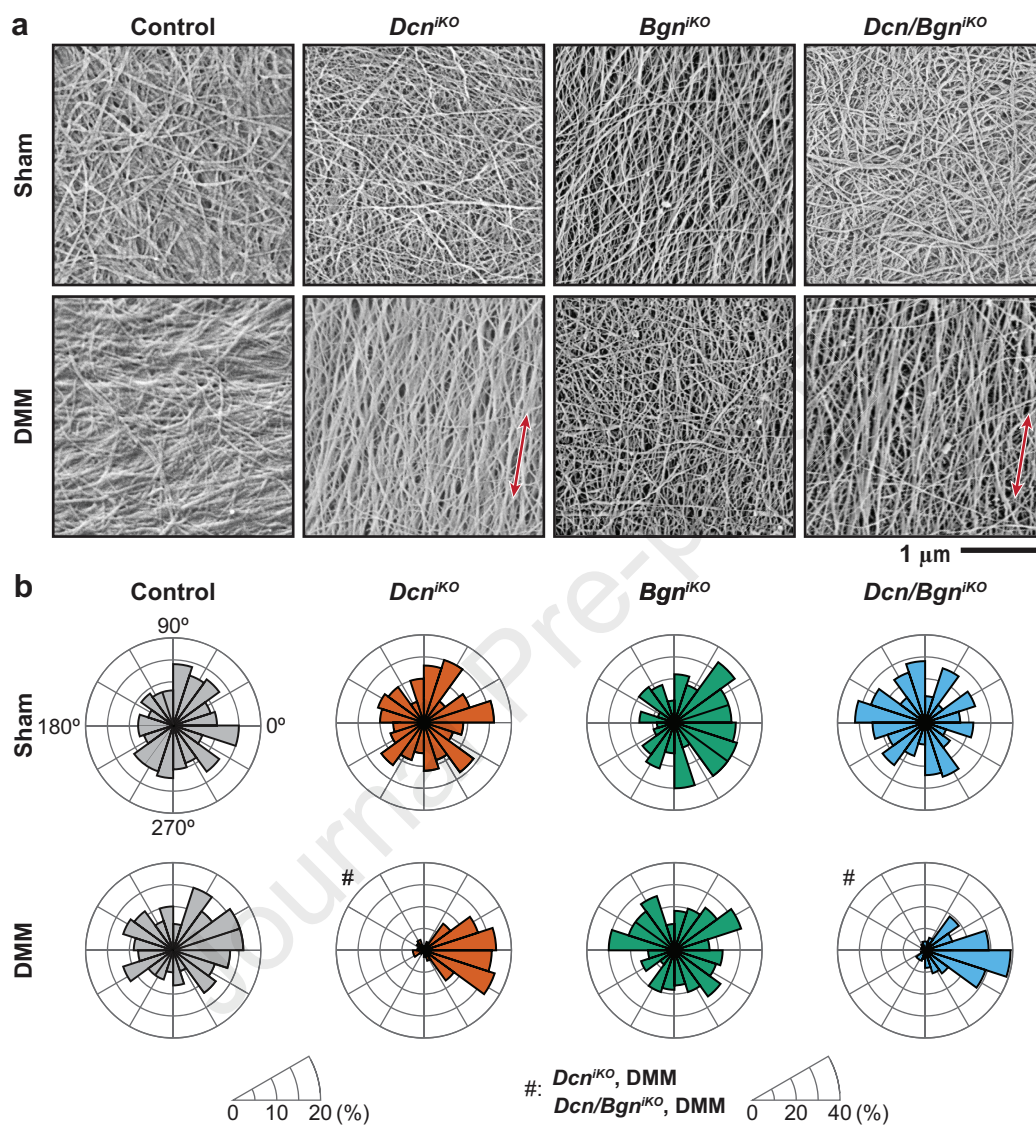 a
Control
Dcn^iKO
Bgn^iKO
Dcn/Bgn^iKO
Sham
DMM
1 μm
b
Control
Dcn^iKO
Bgn^iKO
Dcn/Bgn^iKO
Sham
90º
180º
0º
270º
DMM
#
#
0 10 20 (%)
#: Dcn^iKO, DMM
Dcn/Bgn^iKO, DMM
0 20 40 (%)
Journal Pre-p